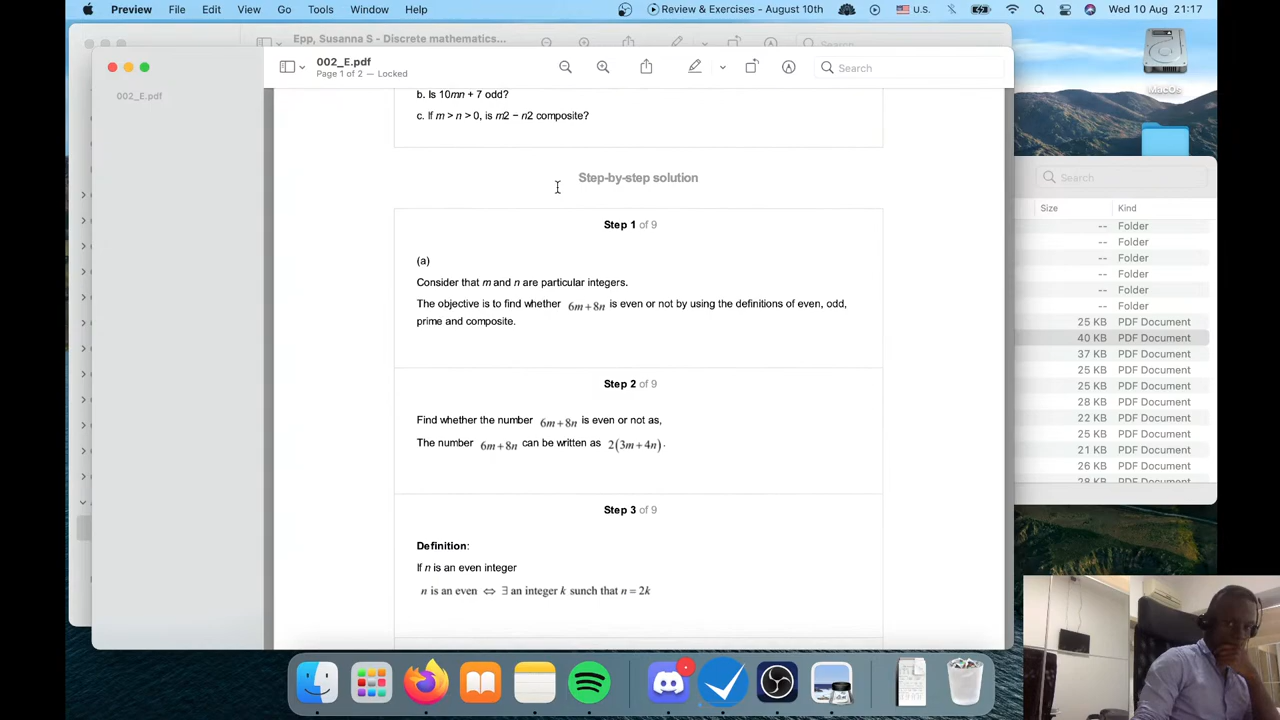 Preview File Edit View Go Tools Window Help
Review & Exercises - August 10th
U.S.
Wed 10 Aug 21:17
Epp, Susanna S - Discrete mathematics...
Search
002_E.pdf
Page 1 of 2 — Locked
Search
002_E.pdf
MacOs
b. Is 10mn + 7 odd?
c. If m > n > 0, is m2 − n2 composite?
Step-by-step solution
Step 1 of 9
(a)
Consider that m and n are particular integers.
The objective is to find whether 6m+8n is even or not by using the definitions of even, odd,
prime and composite.
Step 2 of 9
Find whether the number 6m+8n is even or not as,
The number 6m+8n can be written as 2(3m+4n).
Step 3 of 9
Definition:
If n is an even integer
n is an even ⇔ ∃ an integer k sunch that n = 2k
Search
Size Kind
-- Folder
-- Folder
-- Folder
-- Folder
-- Folder
-- Folder
25 KB PDF Document
40 KB PDF Document
37 KB PDF Document
25 KB PDF Document
25 KB PDF Document
28 KB PDF Document
22 KB PDF Document
25 KB PDF Document
21 KB PDF Document
26 KB PDF Document
28 KB PDF Document